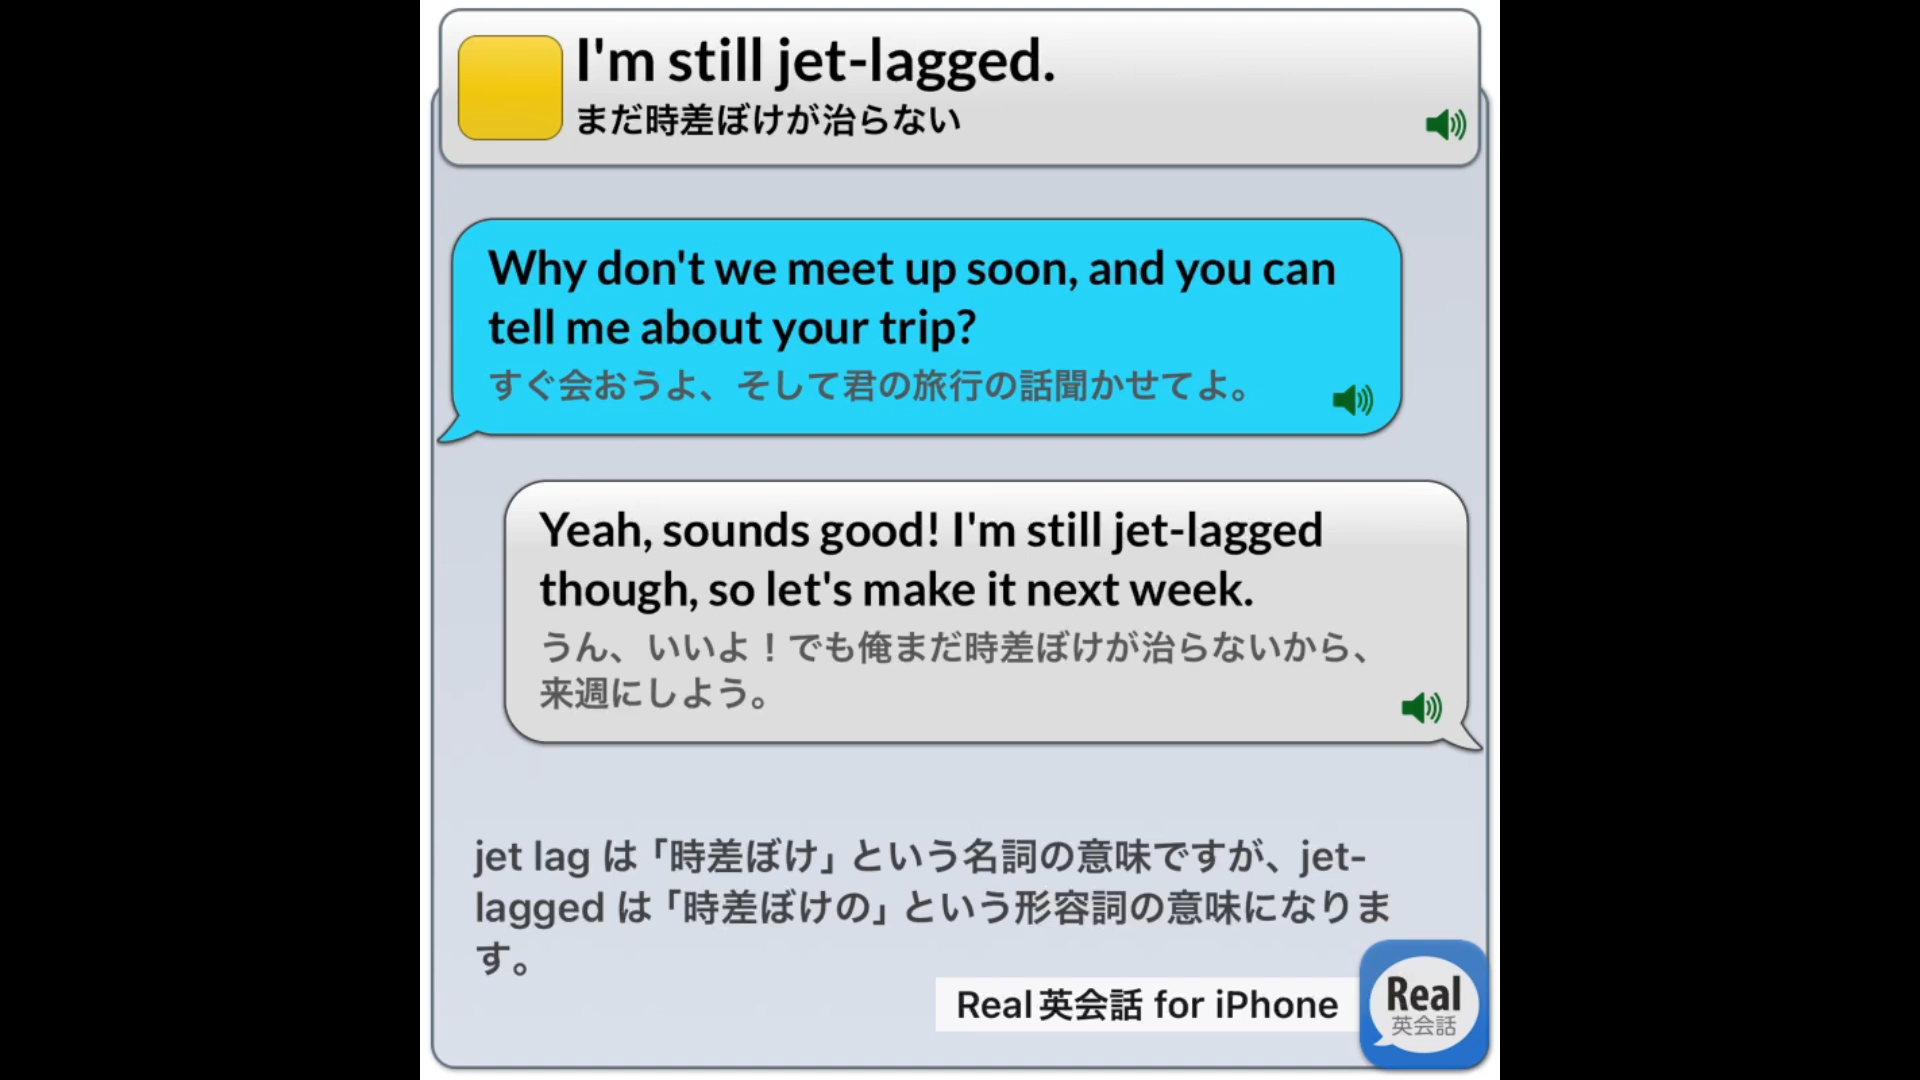 I'm still jet-lagged.
まだ時差ぼけが治らない
Why don't we meet up soon, and you can
tell me about your trip?
すぐ会おうよ、そして君の旅行の話聞かせてよ。
Yeah, sounds good! I'm still jet-lagged
though, so let's make it next week.
うん、いいよ！でも俺まだ時差ぼけが治らないから、
来週にしよう。
jet lag は「時差ぼけ」という名詞の意味ですが、jet-
lagged は「時差ぼけの」という形容詞の意味になりま
す。
Real英会話 for iPhone
Real
英会話